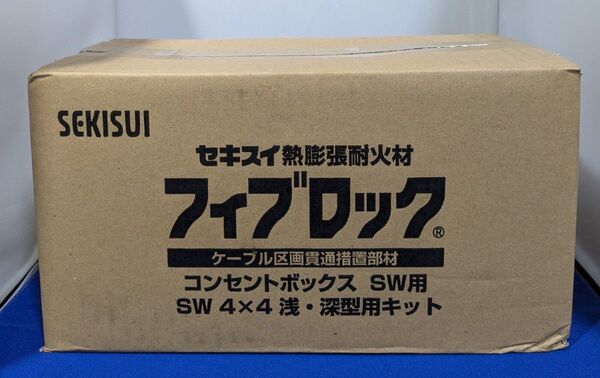 SEKISUI
セキスイ熱膨張耐火材
フィブロック®
ケーブル区画貫通措置部材
コンセントボックス SW用
SW 4×4 浅・深型用キット